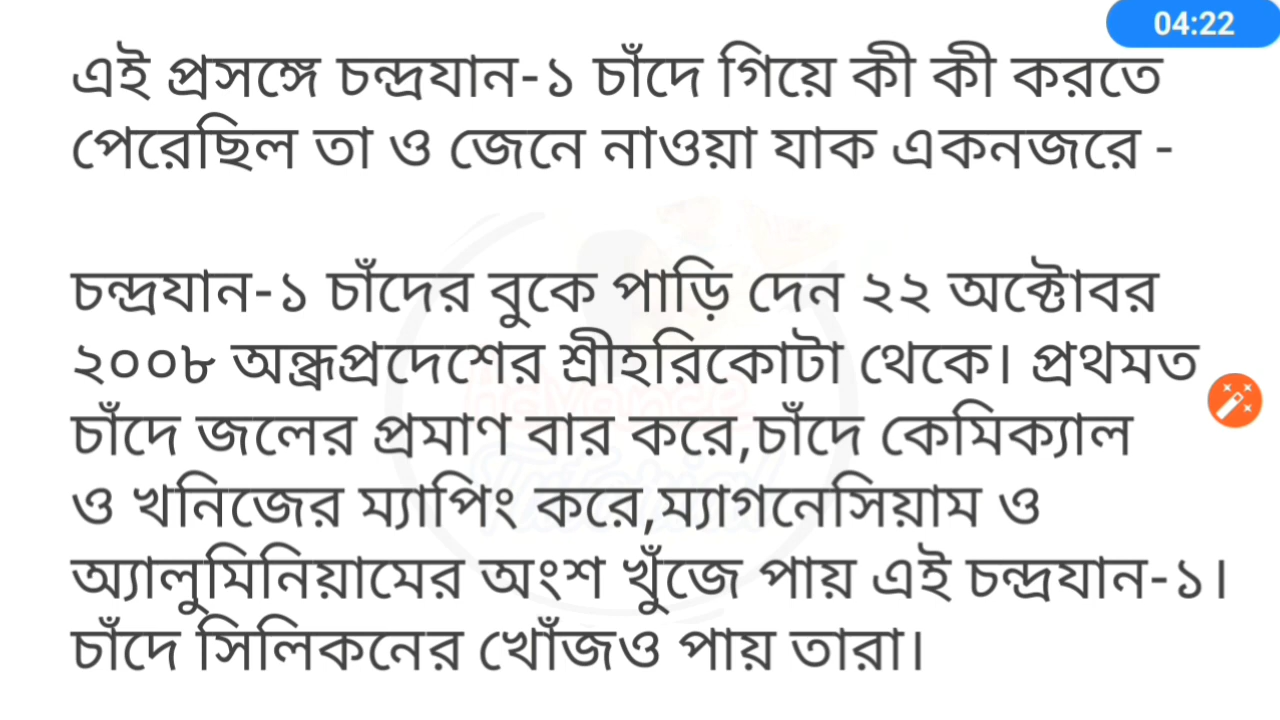 04:22
এই প্রসঙ্গে চন্দ্রযান-১ চাঁদে গিয়ে কী কী করতে
পেরেছিল তা ও জেনে নাওয়া যাক একনজরে -
চন্দ্রযান-১ চাঁদের বুকে পাড়ি দেন ২২ অক্টোবর
২০০৮ অন্ধ্রপ্রদেশের শ্রীহরিকোটা থেকে। প্রথমত
চাঁদে জলের প্রমাণ বার করে,চাঁদে কেমিক্যাল
ও খনিজের ম্যাপিং করে,ম্যাগনেসিয়াম ও
অ্যালুমিনিয়ামের অংশ খুঁজে পায় এই চন্দ্রযান-১।
চাঁদে সিলিকনের খোঁজও পায় তারা।